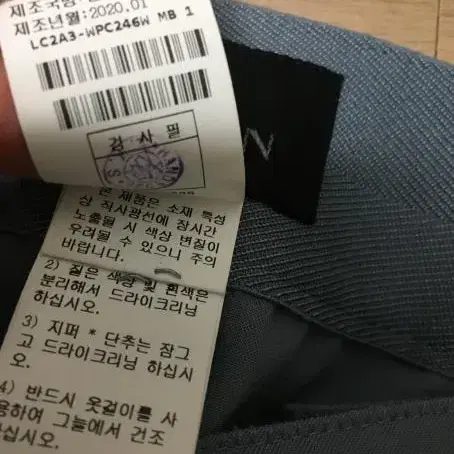 제조국명:
제조년월:2020.01
LC2A3-WPC246W MB 1
검사필
본 제품은 소재 특성
상 직사광선에 잠시간
노출될 시 색상 변질이
우려될 수 있으니 주의
바랍니다.
2) 짙은 색상 및 흰색은
분리해서 드라이크리닝
하십시오.
3) 지퍼 * 단추는 잠그
고 드라이크리닝 하십시
오.
4) 반드시 옷걸이를 사
용하여 그늘에서 건조
하십시오.
N